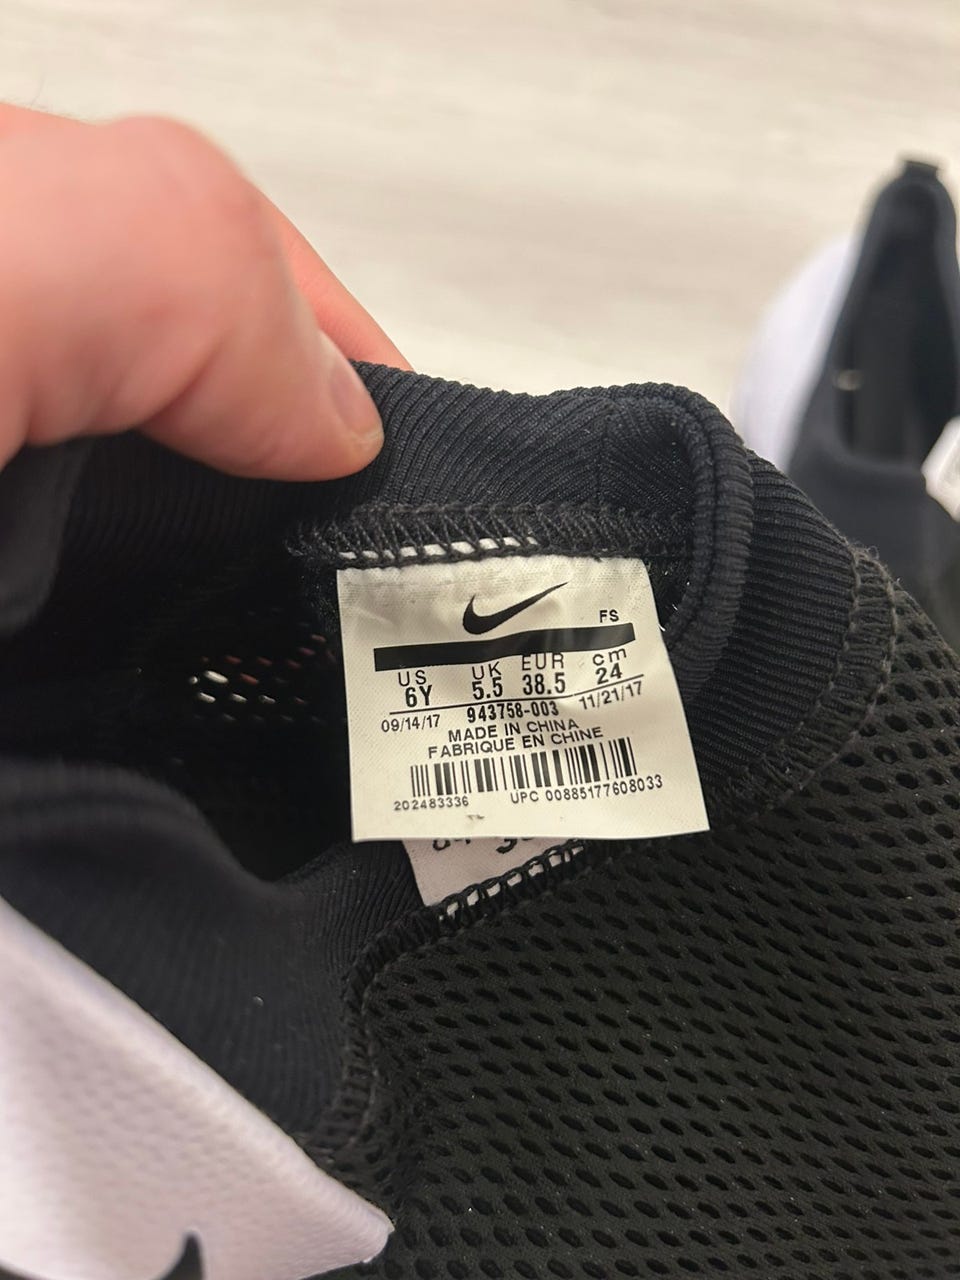 FS
US UK EUR cm
6Y 5.5 38.5 24
09/14/17 943758-003 11/21/17
MADE IN CHINA
FABRIQUE EN CHINE
202483336 UPC 00885177608033